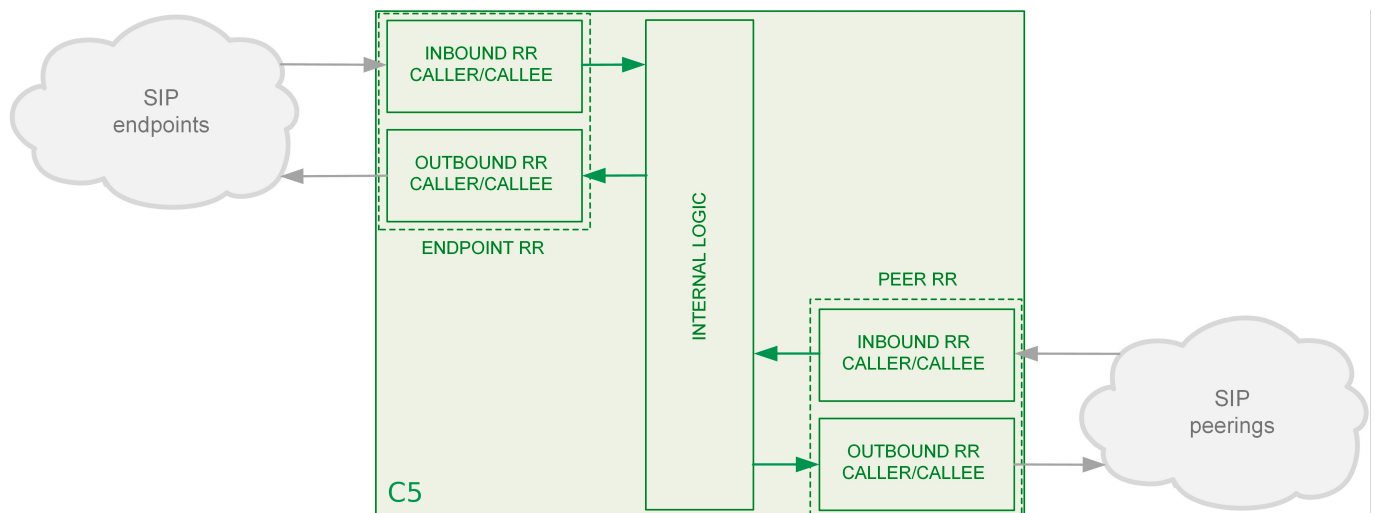 SIP
endpoints
INBOUND RR
CALLER/CALLEE
OUTBOUND RR
CALLER/CALLEE
ENDPOINT RR
INTERNAL LOGIC
PEER RR
INBOUND RR
CALLER/CALLEE
OUTBOUND RR
CALLER/CALLEE
SIP
peerings
C5